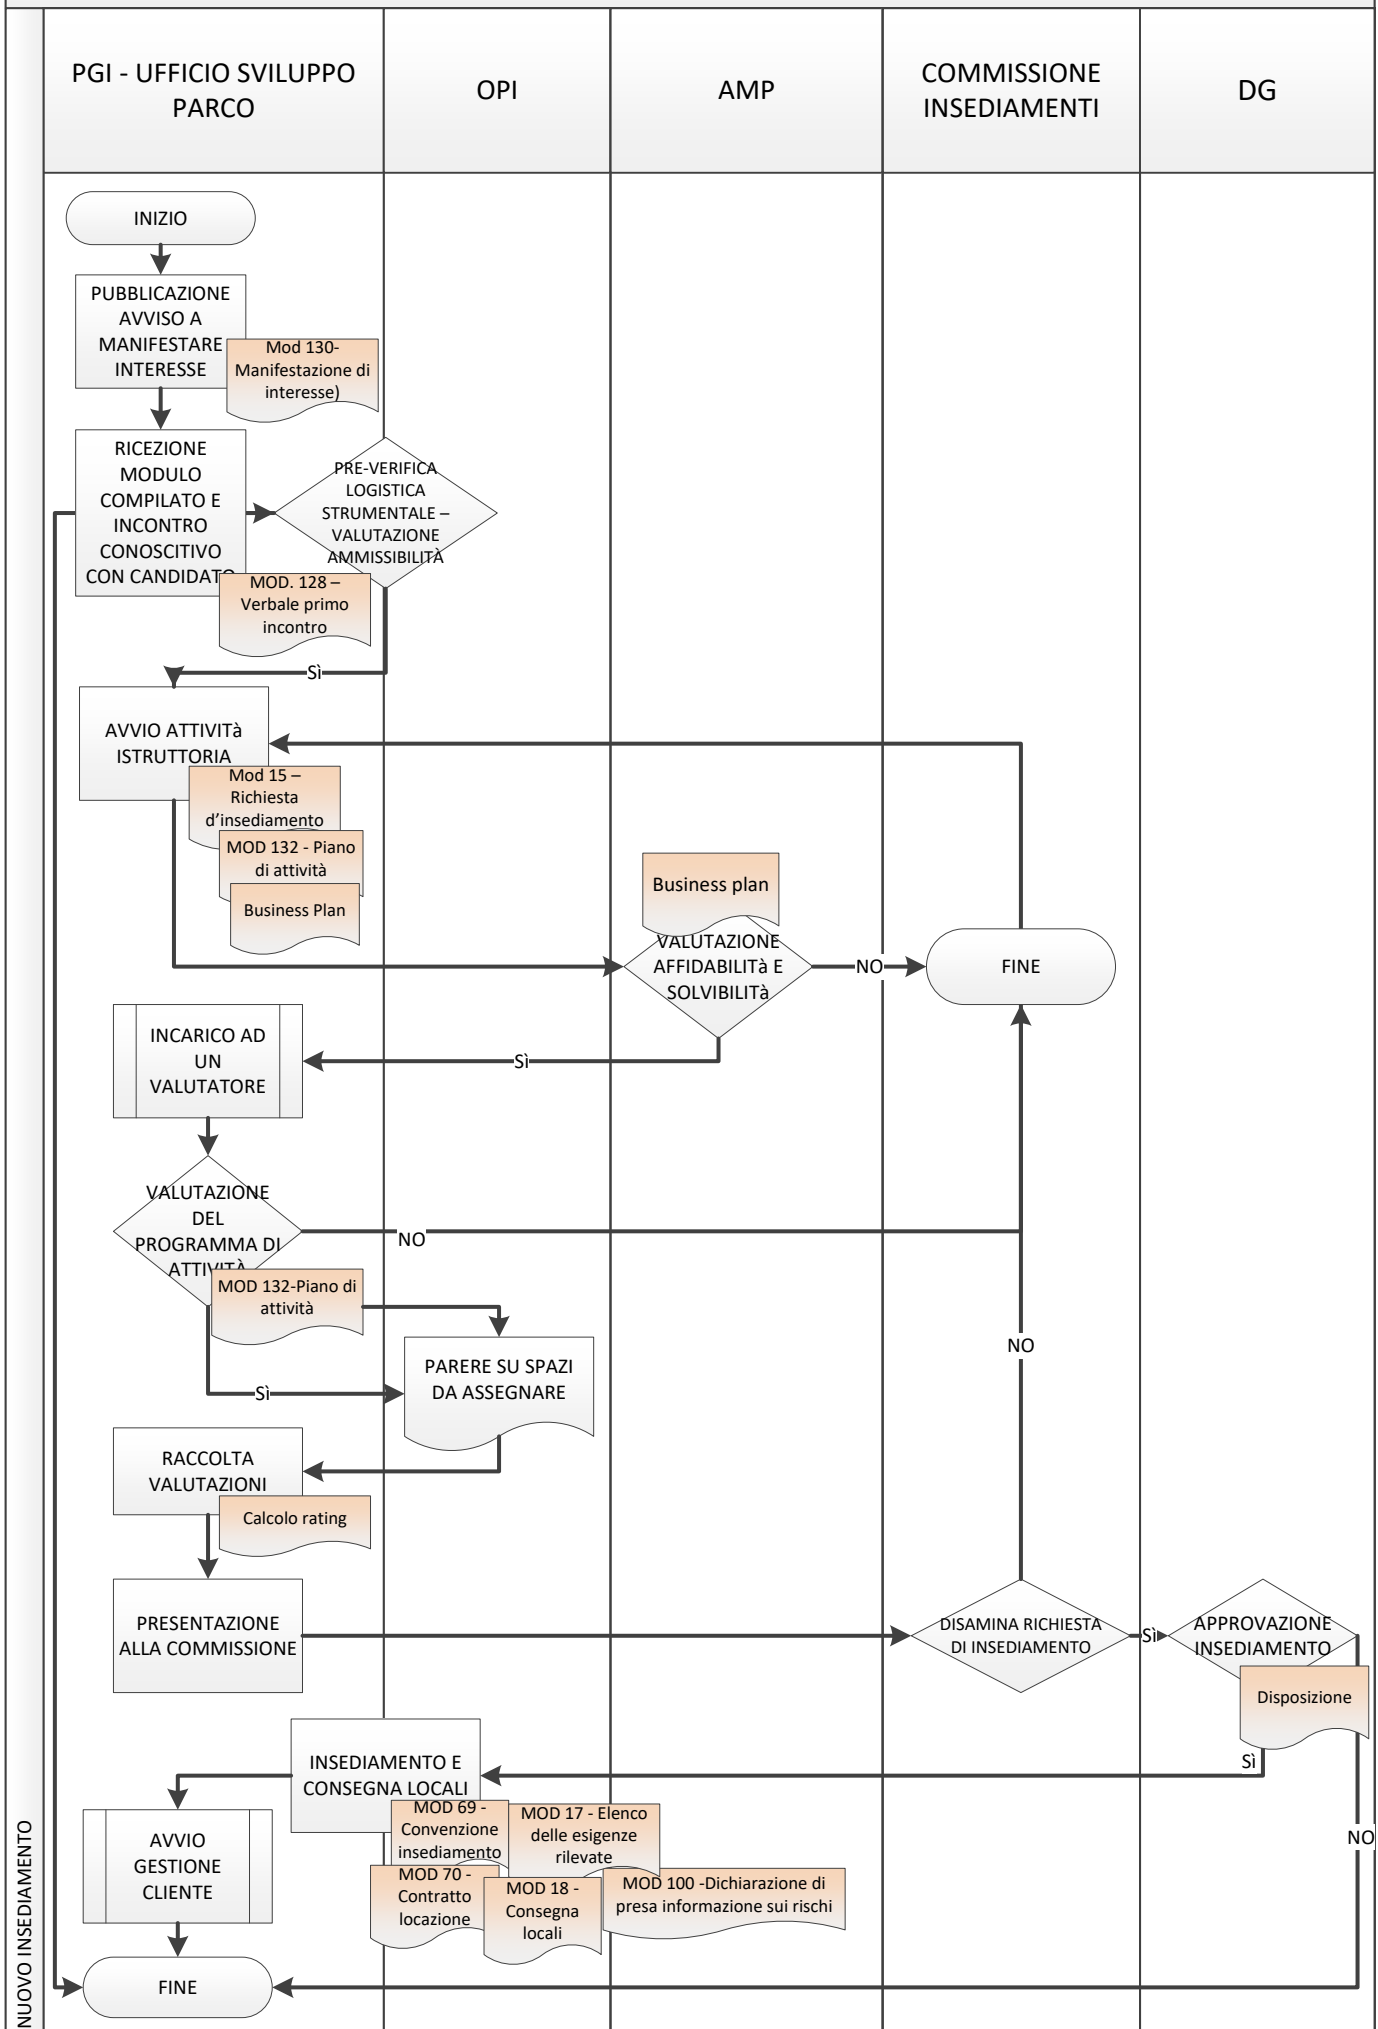 PGI - UFFICIO SVILUPPO
PARCO
OPI
AMP
COMMISSIONE
INSEDIAMENTI
DG
INIZIO
PUBBLICAZIONE
AVVISO A
MANIFESTARE
INTERESSE
Mod 130-
Manifestazione di
interesse)
RICEZIONE
MODULO
COMPILATO E
INCONTRO
CONOSCITIVO
CON CANDIDATO
PRE-VERIFICA
LOGISTICA
STRUMENTALE –
VALUTAZIONE
AMMISSIBILITÀ
MOD. 128 –
Verbale primo
incontro
Sì
AVVIO ATTIVITà
ISTRUTTORIA
Mod 15 –
Richiesta
d’insediamento
MOD 132 - Piano
di attività
Business Plan
Business plan
VALUTAZIONE
AFFIDABILITà E
SOLVIBILITà
NO
FINE
INCARICO AD
UN
VALUTATORE
Sì
VALUTAZIONE
DEL
PROGRAMMA DI
ATTIVITÀ
NO
MOD 132-Piano di
attività
PARERE SU SPAZI
DA ASSEGNARE
Sì
NO
RACCOLTA
VALUTAZIONI
Calcolo rating
PRESENTAZIONE
ALLA COMMISSIONE
DISAMINA RICHIESTA
DI INSEDIAMENTO
Sì
APPROVAZIONE
INSEDIAMENTO
Disposizione
Sì
INSEDIAMENTO E
CONSEGNA LOCALI
MOD 69 -
Convenzione
insediamento
MOD 17 - Elenco
delle esigenze
rilevate
MOD 70 -
Contratto
locazione
MOD 18 -
Consegna
locali
MOD 100 -Dichiarazione di
presa informazione sui rischi
NO
AVVIO
GESTIONE
CLIENTE
FINE
NUOVO INSEDIAMENTO